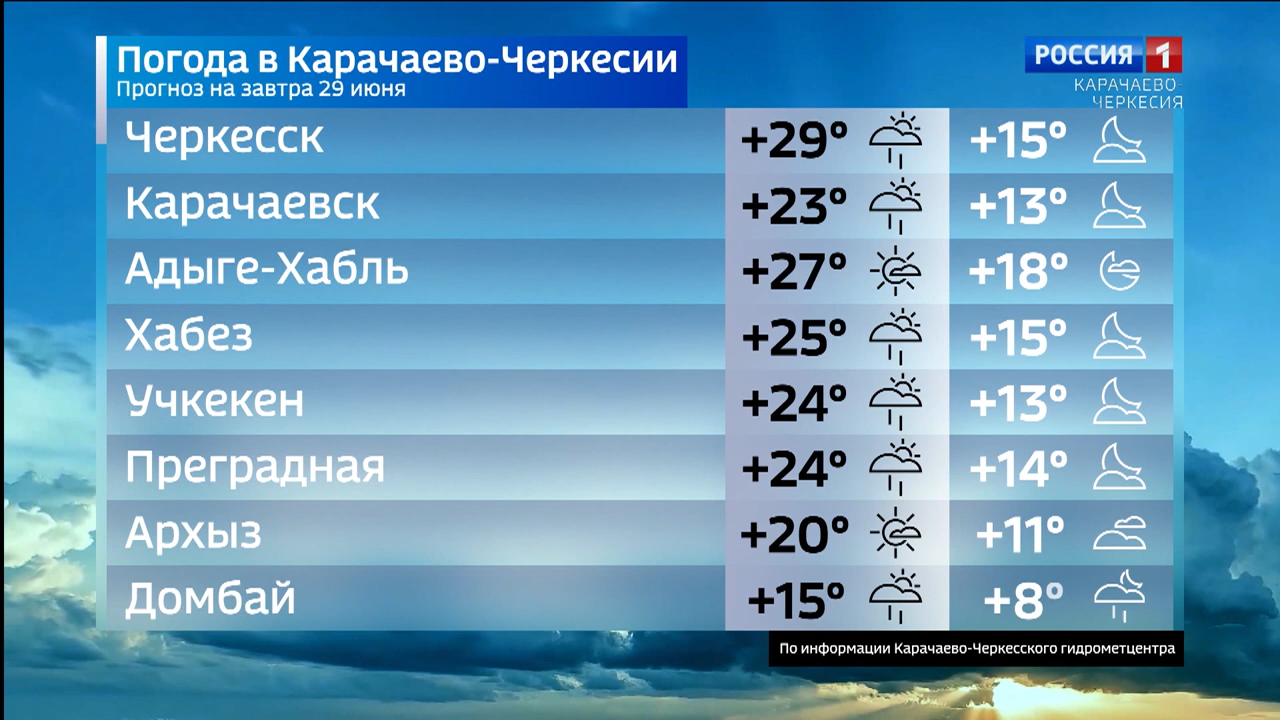 Погода в Карачаево-Черкесии
Прогноз на завтра 29 июня
РОССИЯ 1
КАРАЧАЕВО-
ЧЕРКЕСИЯ
Черкесск +29° +15°
Карачаевск +23° +13°
Адыге-Хабль +27° +18°
Хабез +25° +15°
Учкекен +24° +13°
Преградная +24° +14°
Архыз +20° +11°
Домбай +15° +8°
По информации Карачаево-Черкесского гидрометцентра